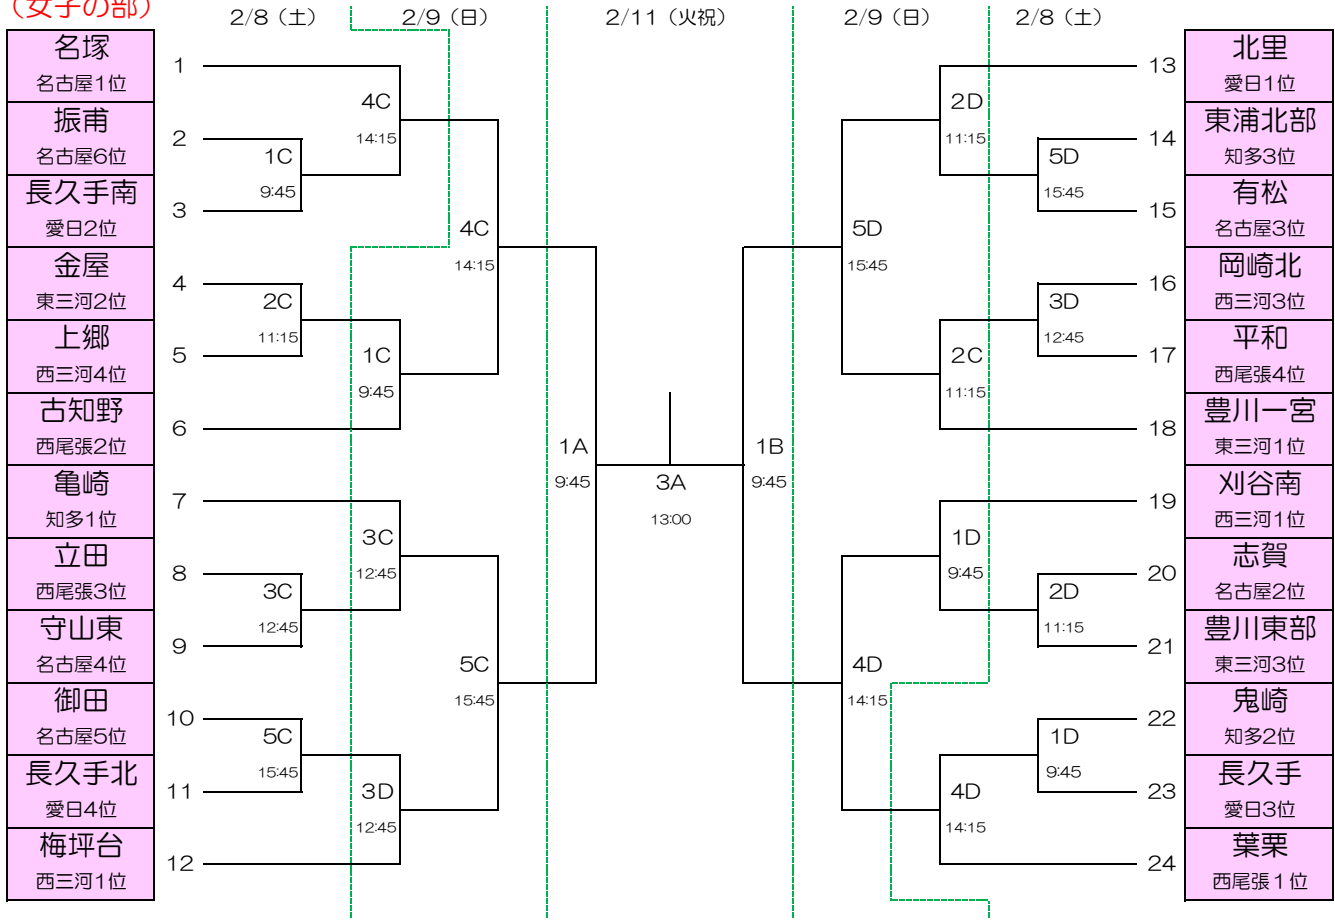 （女子の部）
2/8（土） 2/9（日） 2/11（火祝） 2/9（日） 2/8（土）
名塚
名古屋1位
1
振甫
名古屋6位
2
長久手南
愛日2位
3
金屋
東三河2位
4
上郷
西三河4位
5
古知野
西尾張2位
6
亀崎
知多1位
7
立田
西尾張3位
8
守山東
名古屋4位
9
御田
名古屋5位
10
長久手北
愛日4位
11
梅坪台
西三河1位
12
1C
9:45
2C
11:15
3C
12:45
5C
15:45
4C
14:15
1C
9:45
3C
12:45
3D
12:45
4C
14:15
5C
15:45
1A
9:45
3A
13:00
1B
9:45
5D
15:45
4D
14:15
2D
11:15
2C
11:15
1D
9:45
4D
14:15
5D
15:45
3D
12:45
2D
11:15
1D
9:45
13
北里
愛日1位
14
東浦北部
知多3位
15
有松
名古屋3位
16
岡崎北
西三河3位
17
平和
西尾張4位
18
豊川一宮
東三河1位
19
刈谷南
西三河1位
20
志賀
名古屋2位
21
豊川東部
東三河3位
22
鬼崎
知多2位
23
長久手
愛日3位
24
葉栗
西尾張１位